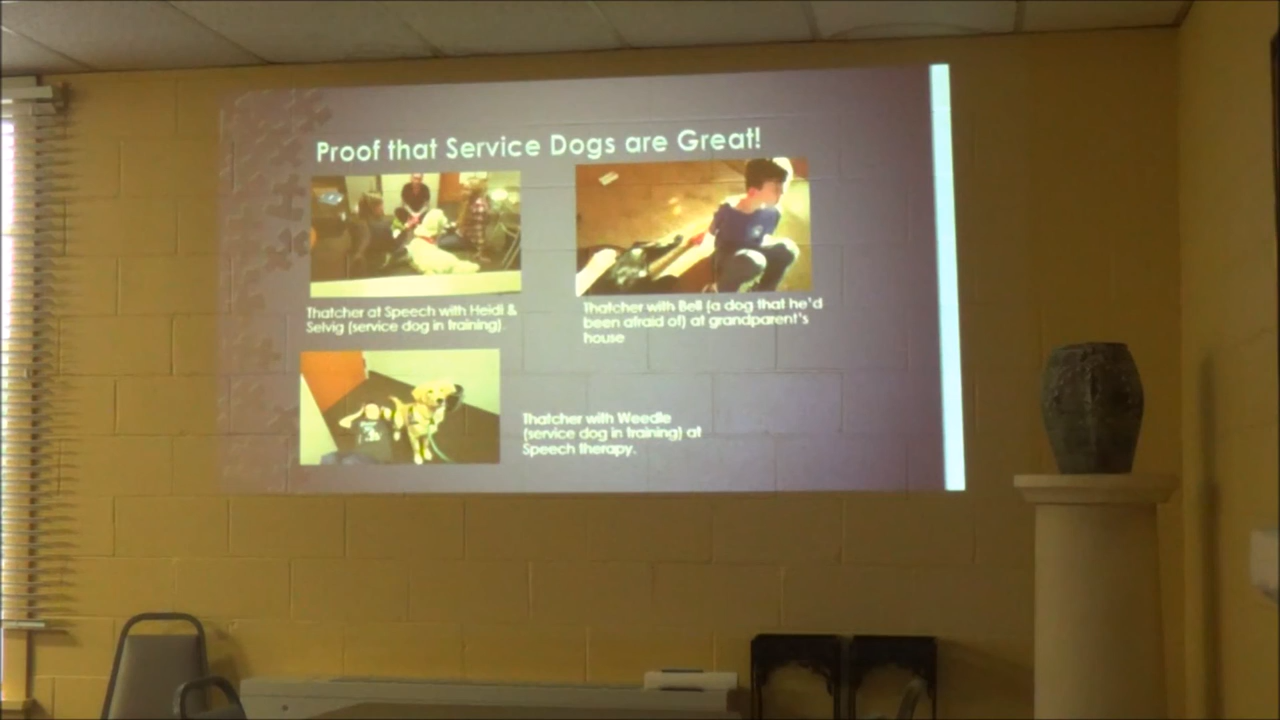 Proof that Service Dogs are Great!
Thatcher at Speech with Heidi &
Selvig (service dog in training)
Thatcher with Bell (a dog that he'd
been afraid of) at grandparent's
house
Thatcher with Weedle
(service dog in training) at
Speech therapy.